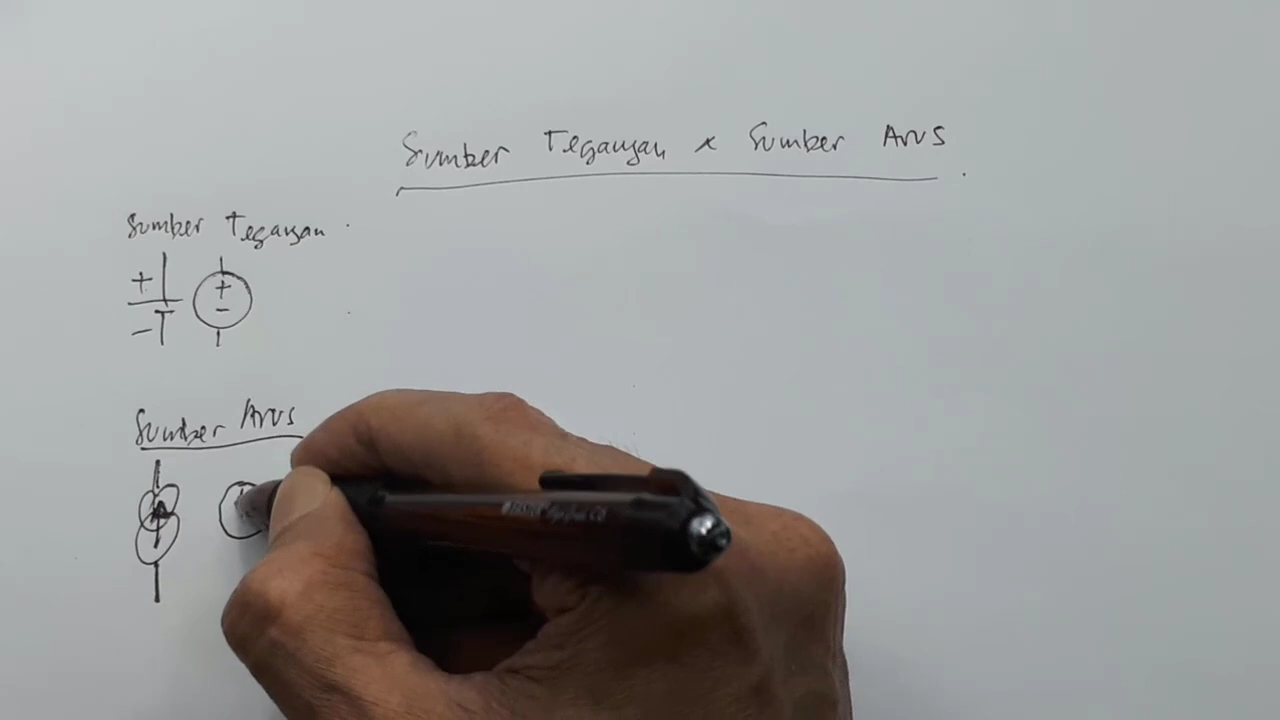 Sumber Tegangan & Sumber Arus
Sumber Tegangan
+
-
+
-
Sumber Arus